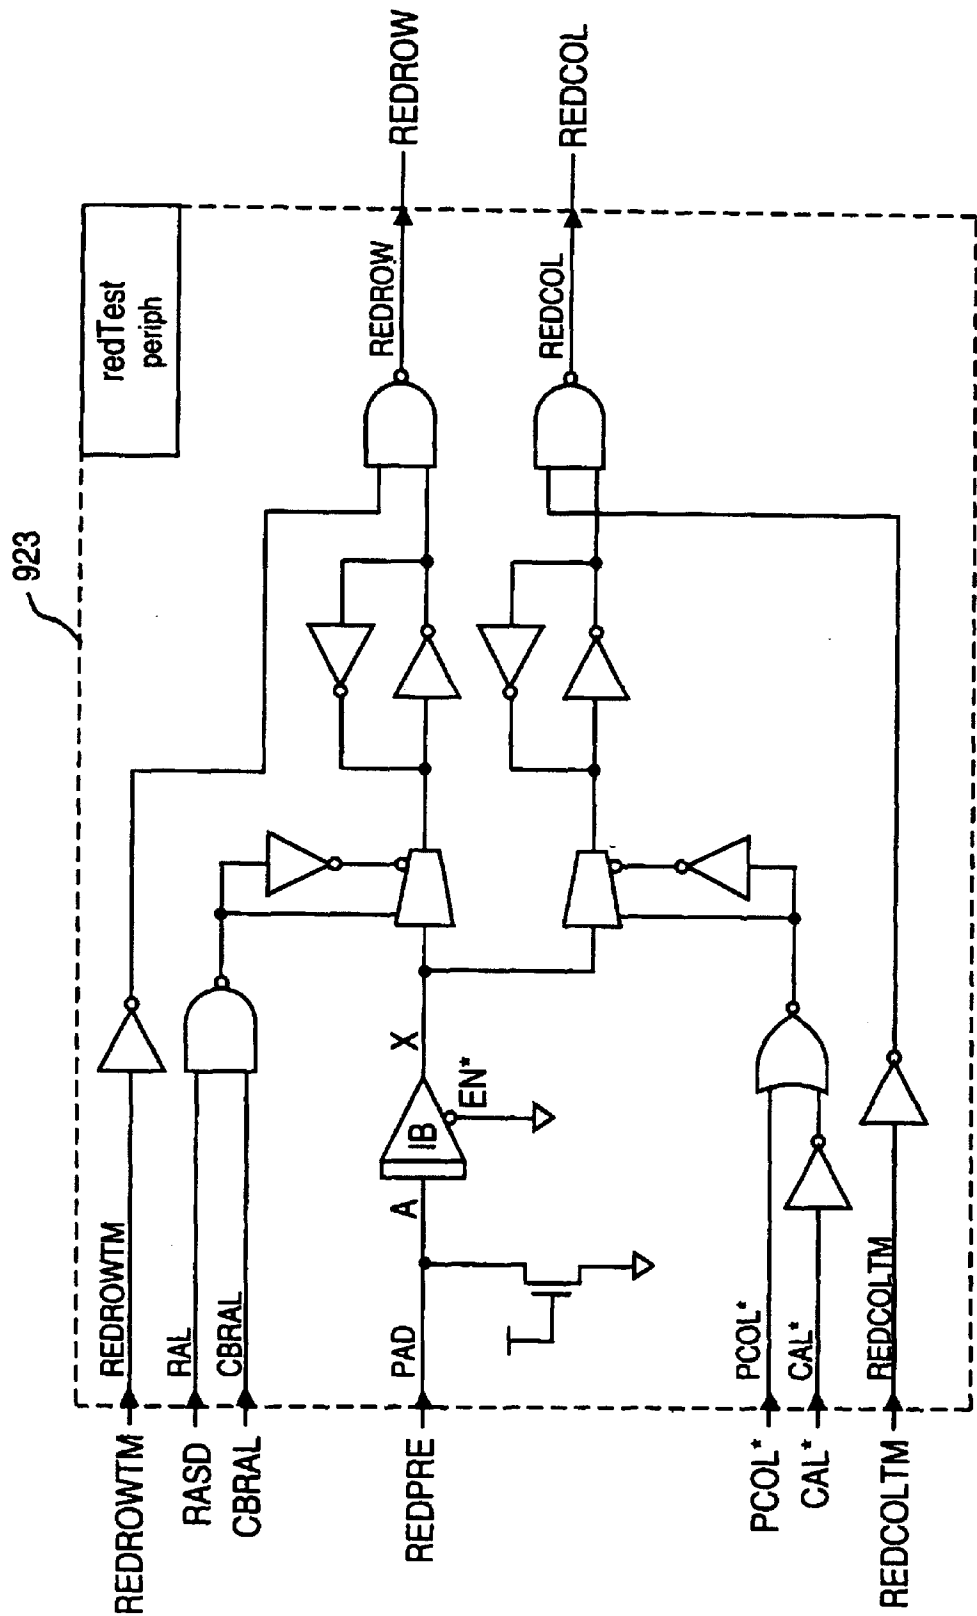 923
redTest
periph
REDROWTM
REDROWTM
RASD
RAL
CBRAL
CBRAL
REDPRE
PAD
A
IB
X
EN*
PCOL*
PCOL*
CAL*
CAL*
REDCOLTM
REDCOLTM
REDROW
REDROW
REDCOL
REDCOL